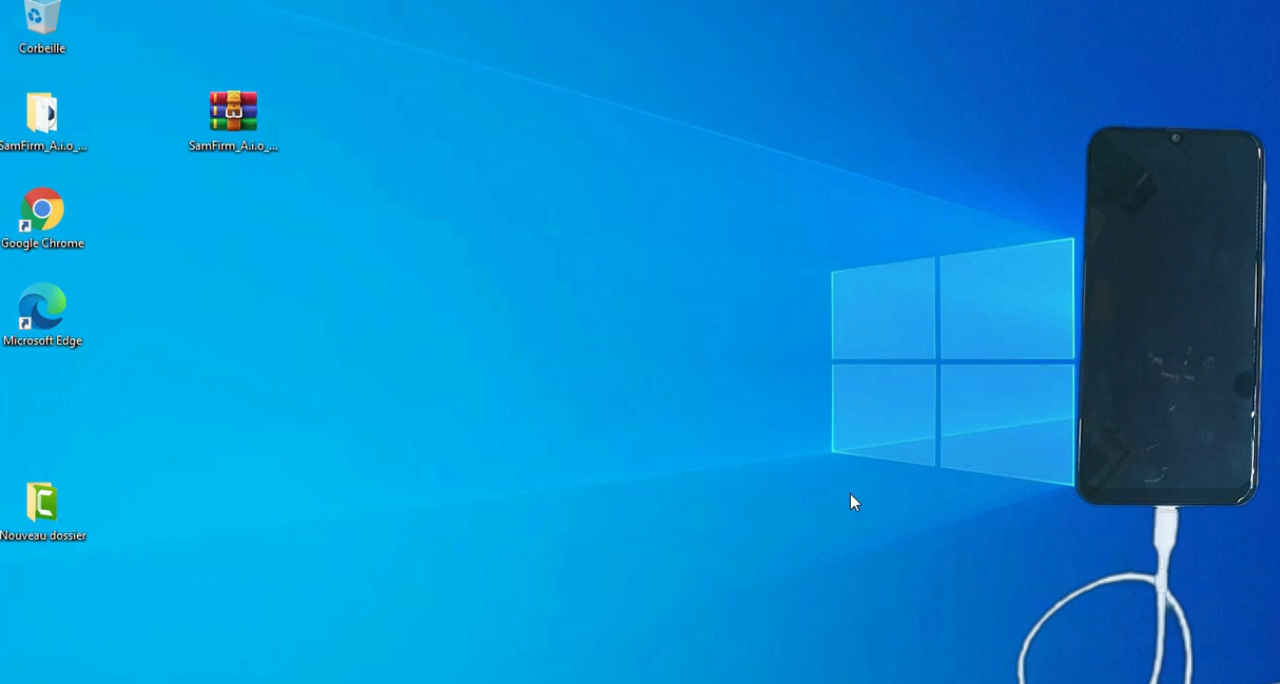 Corbeille
SamFirm_A.i.o_...
SamFirm_A.i.o_...
Google Chrome
Microsoft Edge
Nouveau dossier